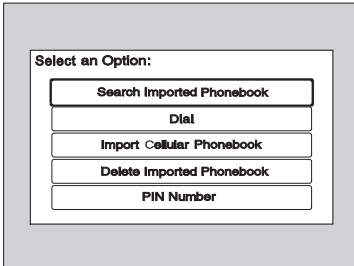 Select an Option:
Search Imported Phonebook
Dial
Import Cellular Phonebook
Delete Imported Phonebook
PIN Number